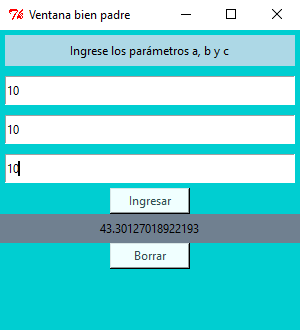 Ventana bien padre
Ingrese los parámetros a, b y c
10
10
10
Ingresar
43.30127018922193
Borrar